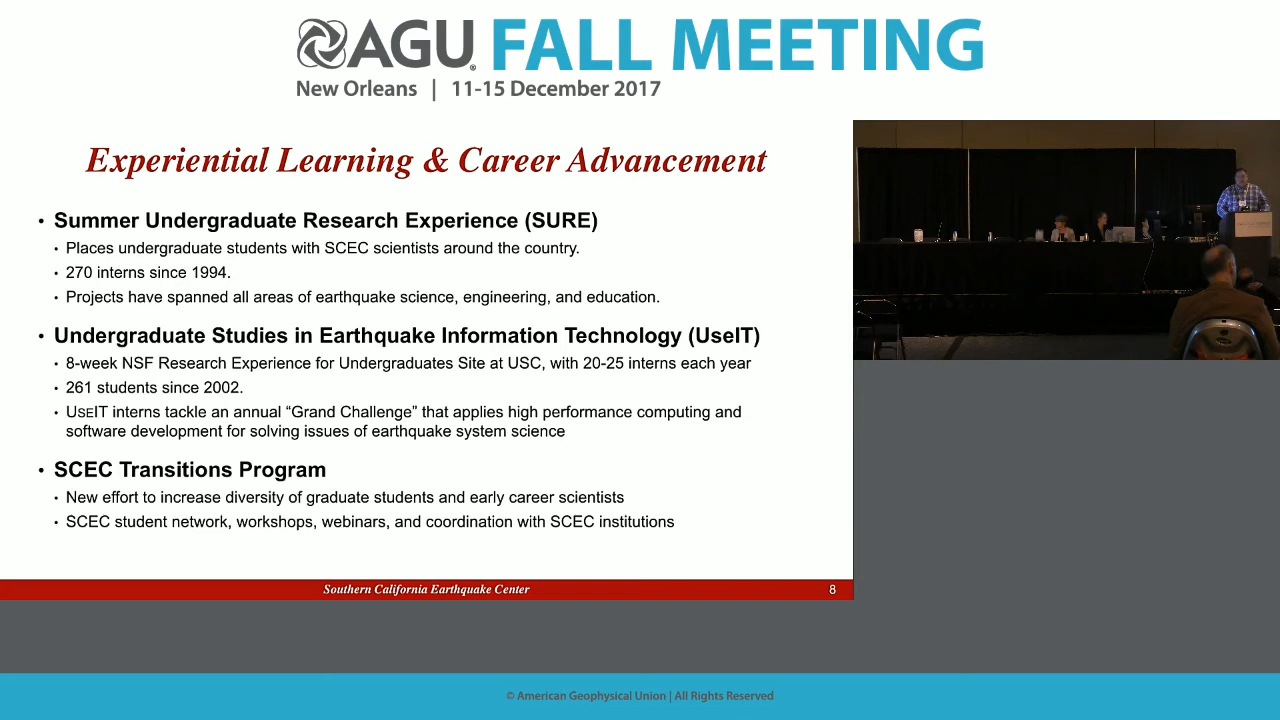 AGU FALL MEETING
New Orleans | 11-15 December 2017
Experiential Learning & Career Advancement
• Summer Undergraduate Research Experience (SURE)
• Places undergraduate students with SCEC scientists around the country.
• 270 interns since 1994.
• Projects have spanned all areas of earthquake science, engineering, and education.
• Undergraduate Studies in Earthquake Information Technology (UseIT)
• 8-week NSF Research Experience for Undergraduates Site at USC, with 20-25 interns each year
• 261 students since 2002.
• USEIT interns tackle an annual “Grand Challenge” that applies high performance computing and
software development for solving issues of earthquake system science
• SCEC Transitions Program
• New effort to increase diversity of graduate students and early career scientists
• SCEC student network, workshops, webinars, and coordination with SCEC institutions
Southern California Earthquake Center 8
© American Geophysical Union | All Rights Reserved